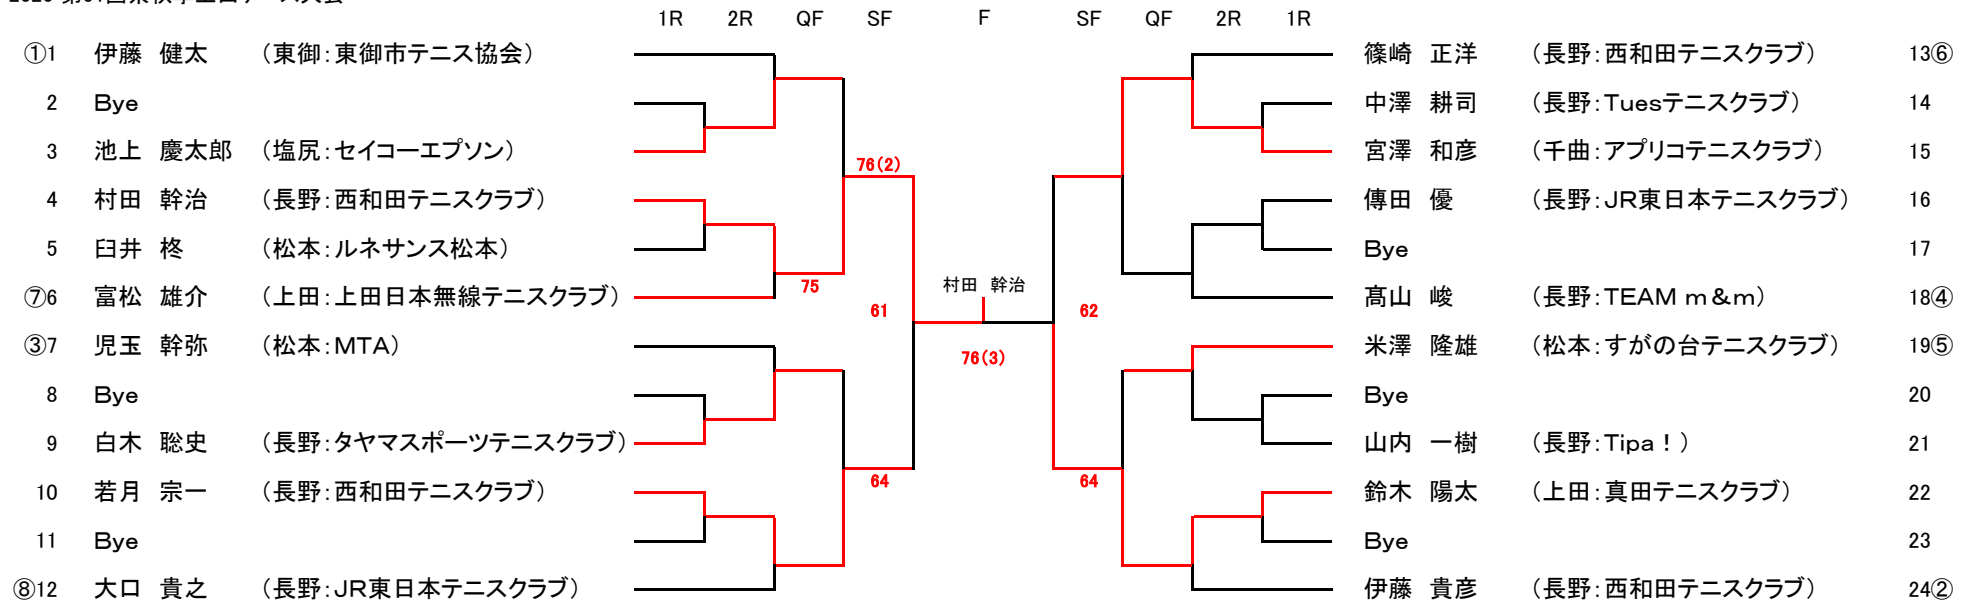 1R 2R QF SF F SF QF 2R 1R
①1 伊藤 健太 (東御:東御市テニス協会) 篠崎 正洋 (長野:西和田テニスクラブ) 13⑥
2 Bye 中澤 耕司 (長野:Tuesテニスクラブ) 14
3 池上 慶太郎 (塩尻:セイコーエプソン) 宮澤 和彦 (千曲:アプリコテニスクラブ) 15
76(2)
4 村田 幹治 (長野:西和田テニスクラブ) 傳田 優 (長野:JR東日本テニスクラブ) 16
5 臼井 柊 (松本:ルネサンス松本) Bye 17
75 村田 幹治
⑦6 富松 雄介 (上田:上田日本無線テニスクラブ) 髙山 峻 (長野:TEAM m&m) 18④
61 62
③7 児玉 幹弥 (松本:MTA) 米澤 隆雄 (松本:すがの台テニスクラブ) 19⑤
76(3)
8 Bye Bye 20
9 白木 聡史 (長野:タヤマスポーツテニスクラブ) 山内 一樹 (長野:Tipa!) 21
64 64
10 若月 宗一 (長野:西和田テニスクラブ) 鈴木 陽太 (上田:真田テニスクラブ) 22
11 Bye Bye 23
⑧12 大口 貴之 (長野:JR東日本テニスクラブ) 伊藤 貴彦 (長野:西和田テニスクラブ) 24②